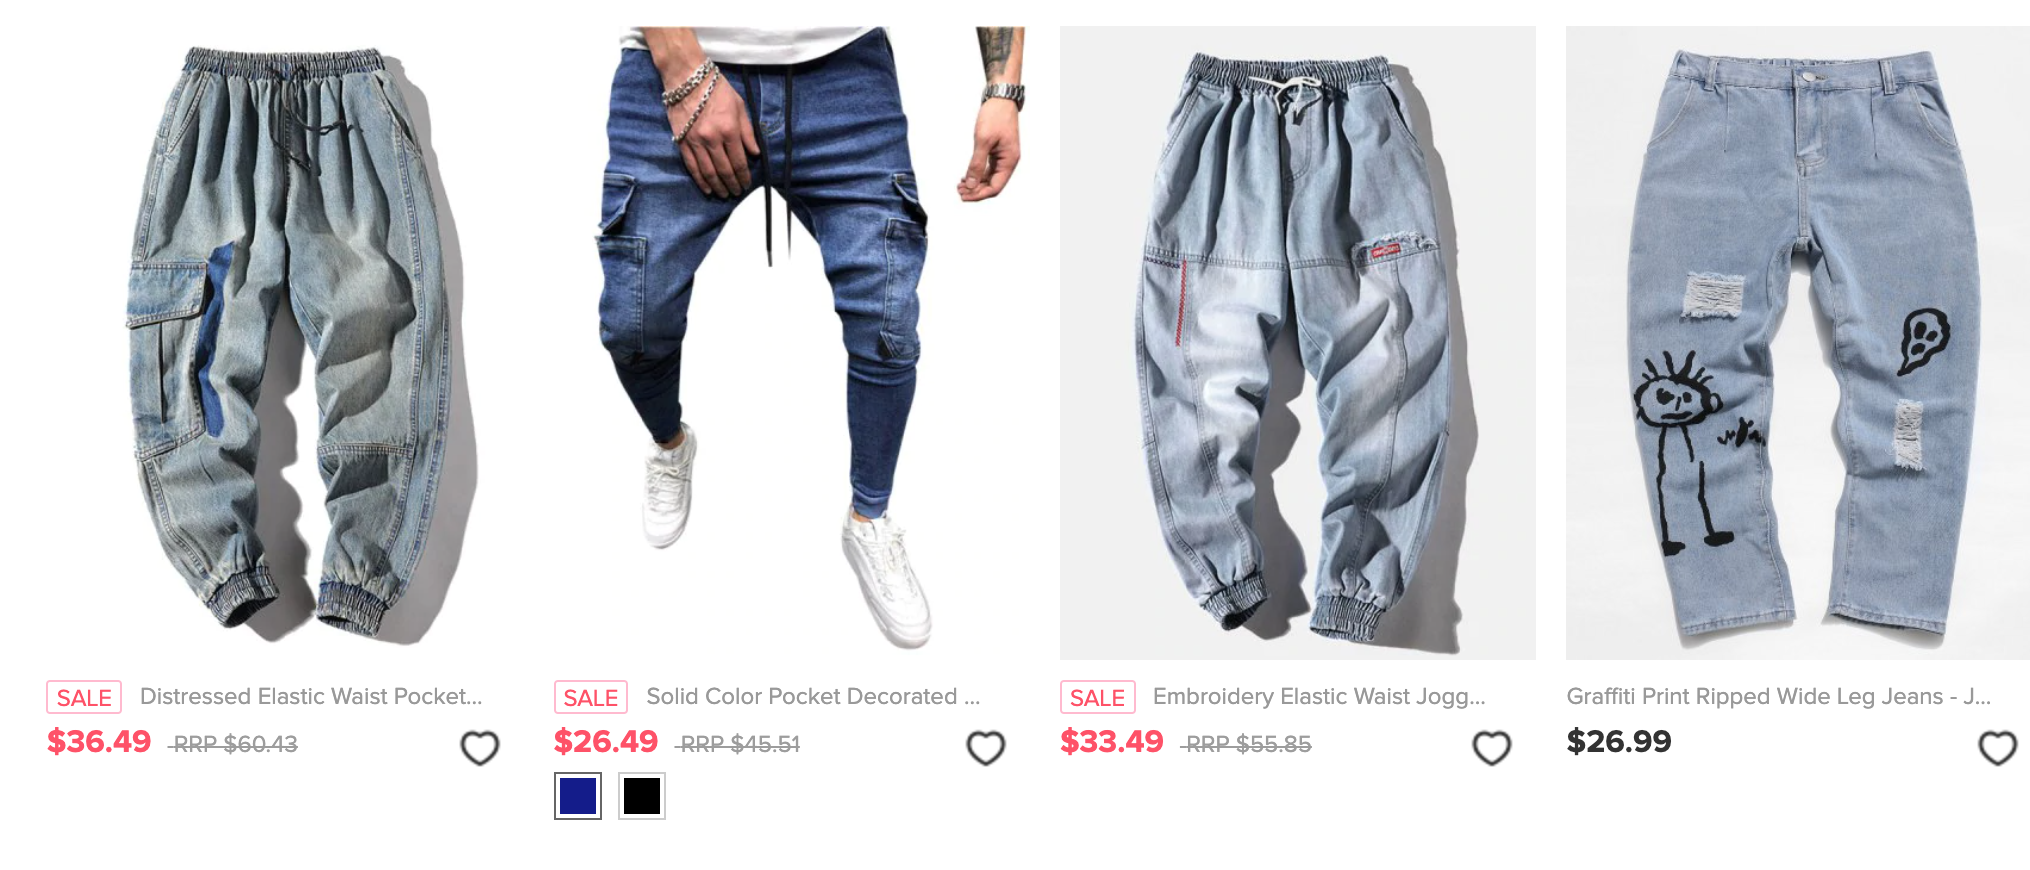 SALE Distressed Elastic Waist Pocket...
$36.49 RRP $60.43
SALE Solid Color Pocket Decorated ...
$26.49 RRP $45.51
SALE Embroidery Elastic Waist Jogg...
$33.49 RRP $55.85
Graffiti Print Ripped Wide Leg Jeans - J...
$26.99